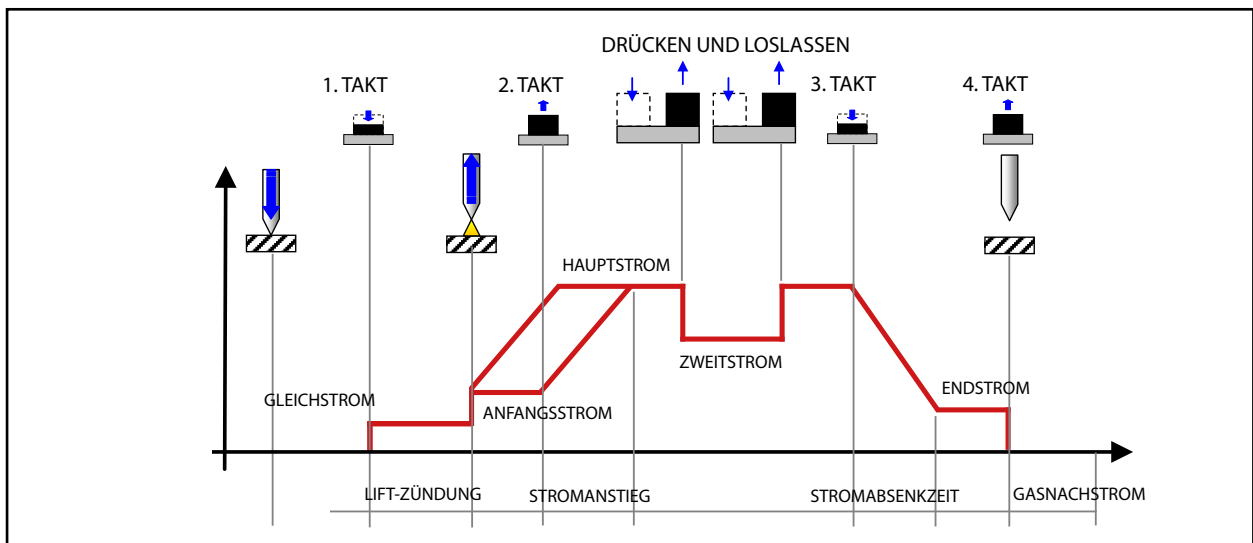 DRÜCKEN UND LOSLASSEN
1. TAKT
2. TAKT
3. TAKT
4. TAKT
HAUPTSTROM
ZWEITSTROM
GLEICHSTROM
ANFANGSSTROM
ENDSTROM
LIFT-ZÜNDUNG
STROMANSTIEG
STROMABSENKZEIT
GASNACHSTROM